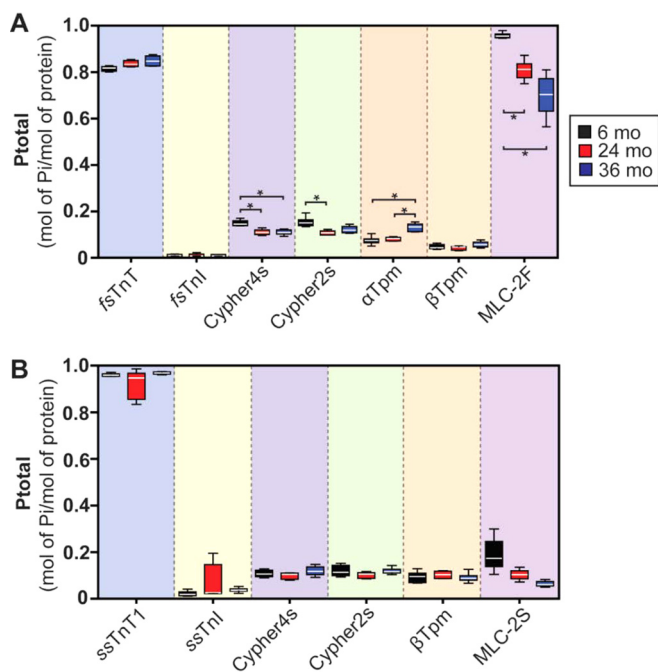 A
Ptotal
(mol of Pi/mol of protein)
1.0
0.8
0.6
0.4
0.2
0
*
*
*
*
*
*
*
fsTnT
fsTnI
Cypher4s
Cypher2s
αTpm
βTpm
MLC-2F
6 mo
24 mo
36 mo
B
Ptotal
(mol of Pi/mol of protein)
1.0
0.8
0.6
0.4
0.2
0
ssTnT1
ssTnI
Cypher4s
Cypher2s
βTpm
MLC-2S